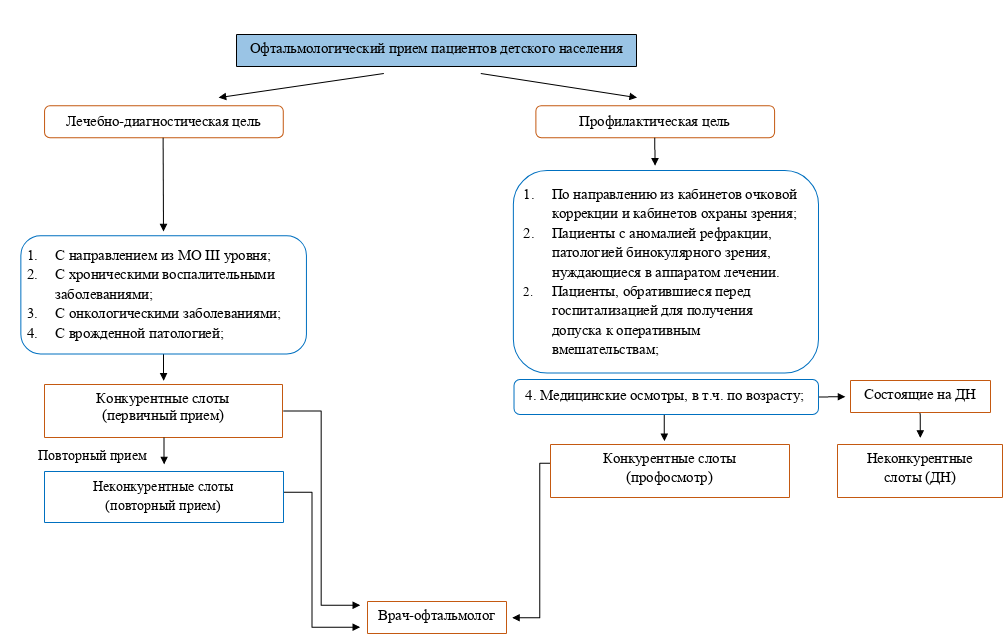 Офтальмологический прием пациентов детского населения
Лечебно-диагностическая цель
Профилактическая цель
1. С направлением из МО III уровня;
2. С хроническими воспалительными
заболеваниями;
3. С онкологическими заболеваниями;
4. С врожденной патологией;
1. По направлению из кабинетов очковой
коррекции и кабинетов охраны зрения;
2. Пациенты с аномалией рефракции,
патологией бинокулярного зрения,
нуждающиеся в аппаратом лечении.
2. Пациенты, обратившиеся перед
госпитализацией для получения
допуска к оперативным
вмешательствам;
4. Медицинские осмотры, в т.ч. по возрасту;
Состоящие на ДН
Конкурентные слоты
(первичный прием)
Повторный прием
Неконкурентные слоты
(повторный прием)
Конкурентные слоты
(профосмотр)
Неконкурентные
слоты (ДН)
Врач-офтальмолог